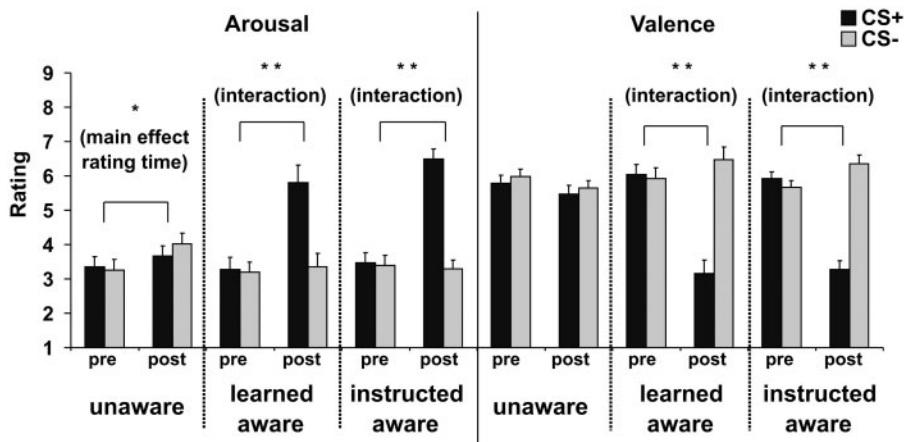 Arousal
Valence
CS+
CS-
* *
(interaction)
* *
(interaction)
* *
(interaction)
* *
(interaction)
*
(main effect
rating time)
Rating
9
8
7
6
5
4
3
2
1
pre post pre post pre post pre post pre post pre post
unaware
learned
aware
instructed
aware
unaware
learned
aware
instructed
aware